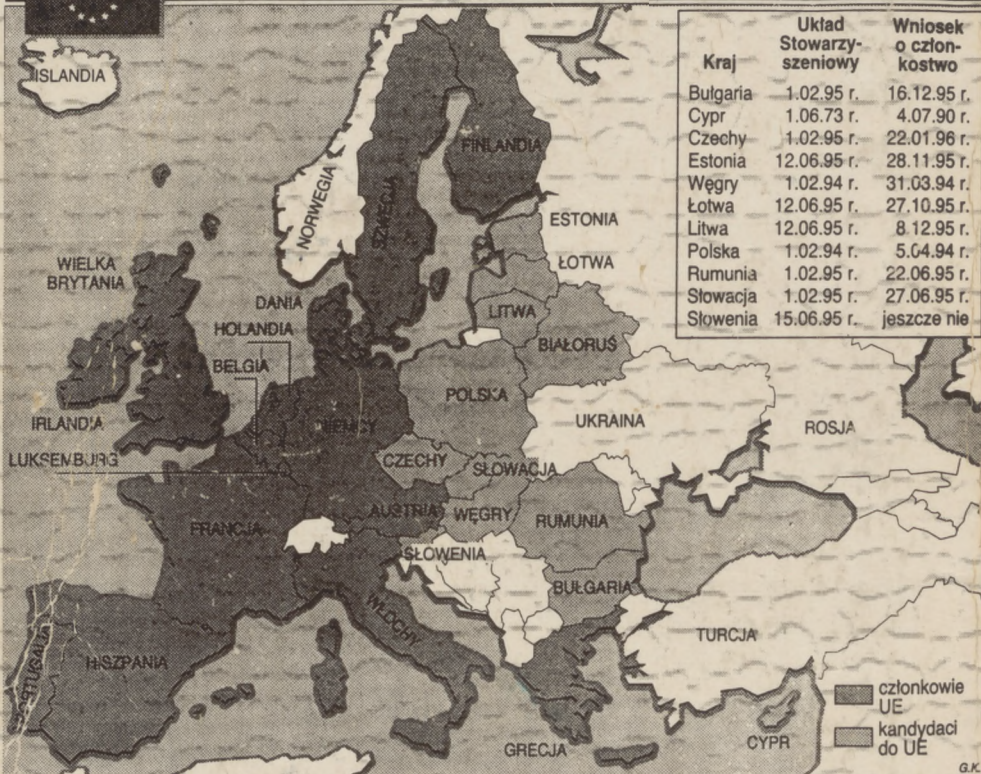 Kraj Układ Stowarzy-szeniowy Wniosek o człon-kostwo
Bułgaria 1.02.95 r. 16.12.95 r.
Cypr 1.06.73 r. 4.07.90 r.
Czechy 1.02.95 r. 22.01.96 r.
Estonia 12.06.95 r. 28.11.95 r.
Węgry 1.02.94 r. 31.03.94 r.
Łotwa 12.06.95 r. 27.10.95 r.
Litwa 12.06.95 r. 8.12.95 r.
Polska 1.02.94 r. 5.04.94 r.
Rumunia 1.02.95 r. 22.06.95 r.
Słowacja 1.02.95 r. 27.06.95 r.
Słowenia 15.06.95 r. jeszcze nie
ISLANDIA
FINLANDIA
NORWEGIA
SZWECJA
ESTONIA
ŁOTWA
WIELKA
BRYTANIA
DANIA
HOLANDIA
LITWA
BIAŁORUŚ
BELGIA
POLSKA
IRLANDIA
NIEMCY
UKRAINA
ROSJA
LUKSEMBURG
CZECHY
SŁOWACJA
FRANCJA
AUSTRIA
WĘGRY
RUMUNIA
SŁOWENIA
BUŁGARIA
WŁOCHY
TURCJA
PORTUGALIA
HISZPANIA
GRECJA
CYPR
członkowie
UE
kandydaci
do UE
G.K.